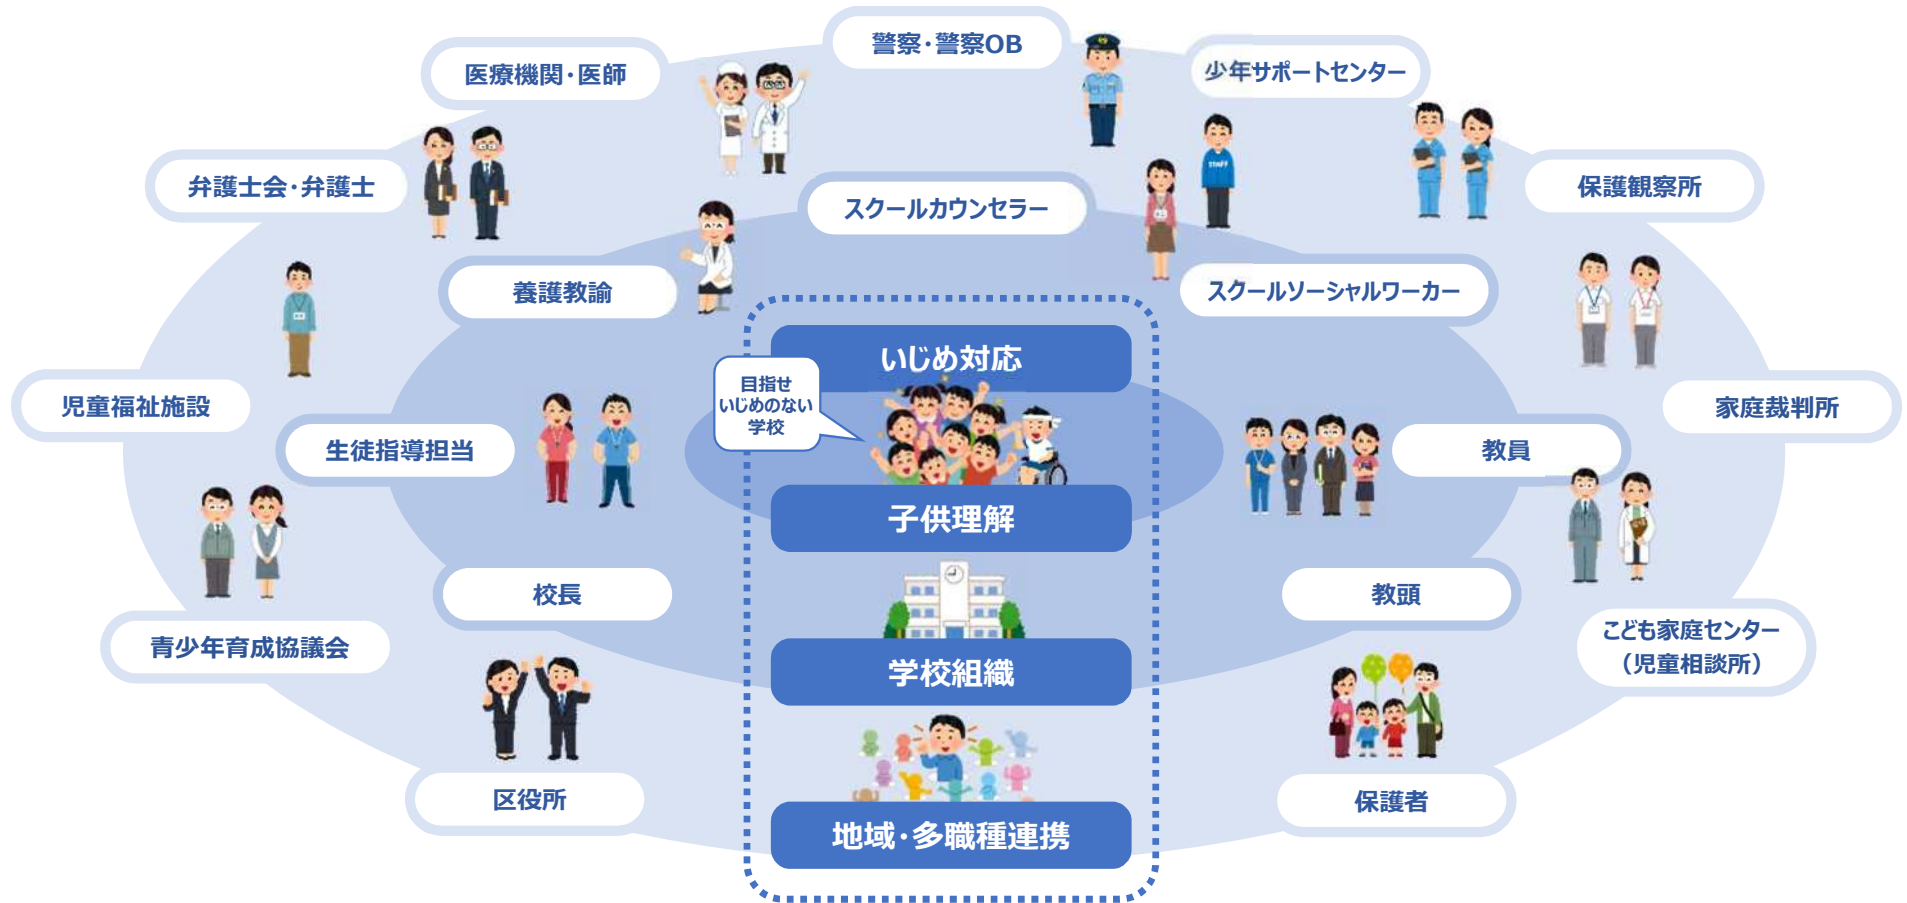 警察・警察OB
医療機関・医師
少年サポートセンター
弁護士会・弁護士
保護観察所
スクールカウンセラー
STAFF
養護教諭
スクールソーシャルワーカー
いじめ対応
目指せ
いじめのない
学校
児童福祉施設
家庭裁判所
生徒指導担当
教員
子供理解
校長
教頭
青少年育成協議会
こども家庭センター
（児童相談所）
学校組織
区役所
保護者
地域・多職種連携